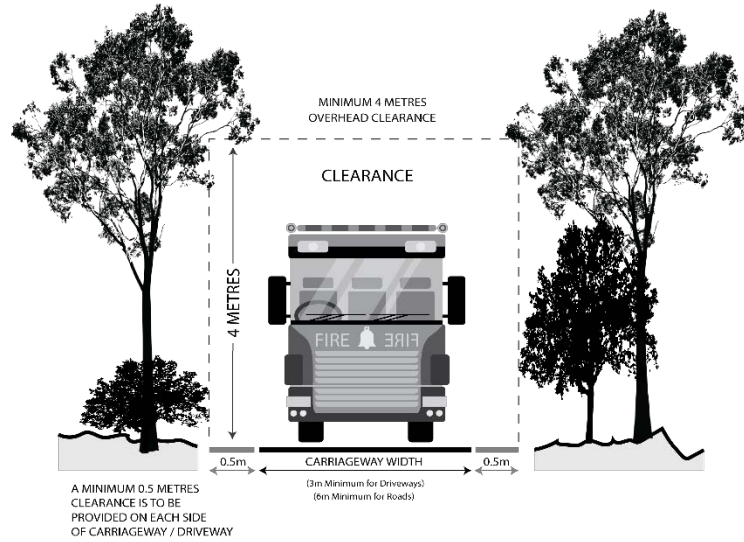 MINIMUM 4 METRES
OVERHEAD CLEARANCE
CLEARANCE
4 METRES
FIRE FIRE
0.5m CARRIAGEWAY WIDTH 0.5m
(3m Minimum for Driveways)
(6m Minimum for Roads)
A MINIMUM 0.5 METRES
CLEARANCE IS TO BE
PROVIDED ON EACH SIDE
OF CARRIAGEWAY / DRIVEWAY